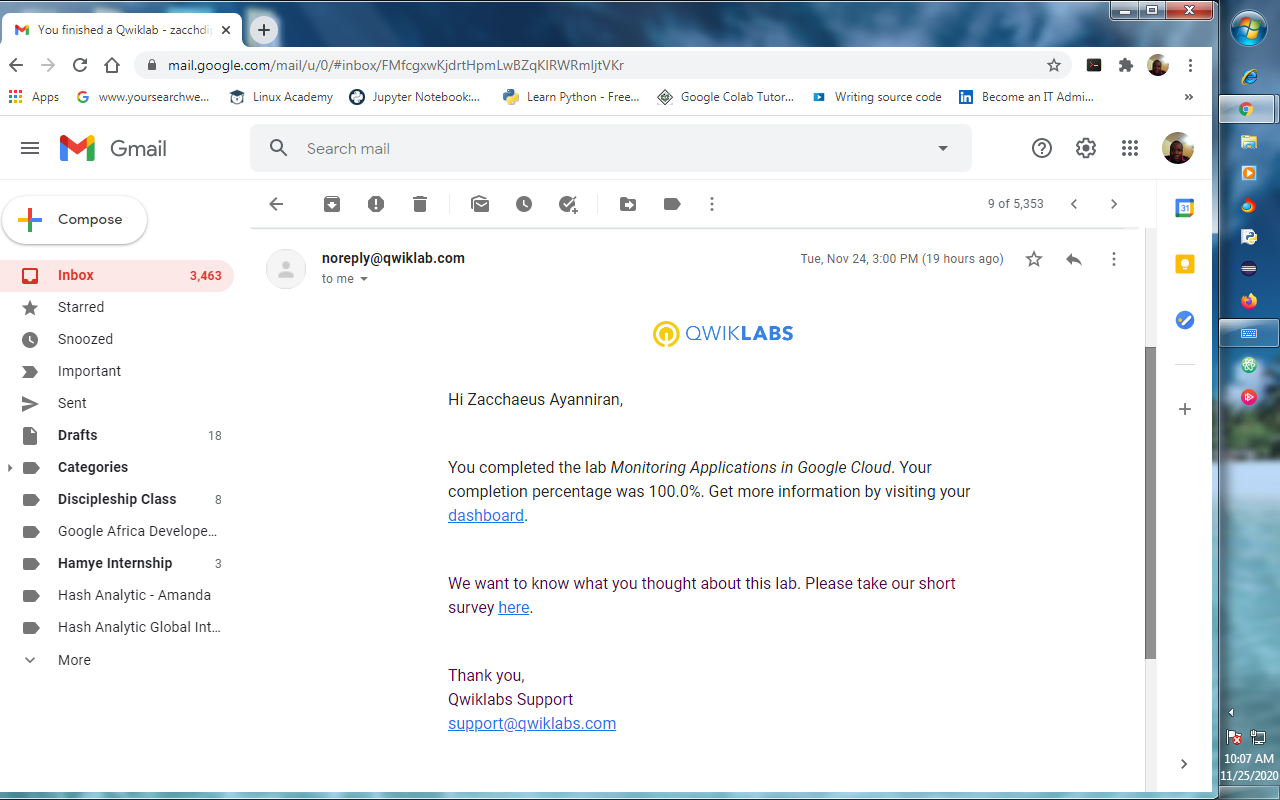 You finished a Qwiklab - zacchdip
mail.google.com/mail/u/0/#inbox/FMfcgxwKjdrtHpmLwBZqKlRWRmljtVKr
Apps
www.yoursearchwe...
Linux Academy
Jupyter Notebook:...
Learn Python - Free...
Google Colab Tutor...
Writing source code
Become an IT Admi...
»
Gmail
Search mail
Compose
9 of 5,353
31
Inbox 3,463
Starred
Snoozed
Important
Sent
Drafts 18
Categories
Discipleship Class 8
Google Africa Develope...
Hamye Internship 3
Hash Analytic - Amanda
Hash Analytic Global Int...
More
noreply@qwiklab.com
to me
Tue, Nov 24, 3:00 PM (19 hours ago)
QWIKLABS
Hi Zacchaeus Ayanniran,
You completed the lab Monitoring Applications in Google Cloud. Your
completion percentage was 100.0%. Get more information by visiting your
dashboard.
We want to know what you thought about this lab. Please take our short
survey here.
Thank you,
Qwiklabs Support
support@qwiklabs.com
10:07 AM
11/25/2020